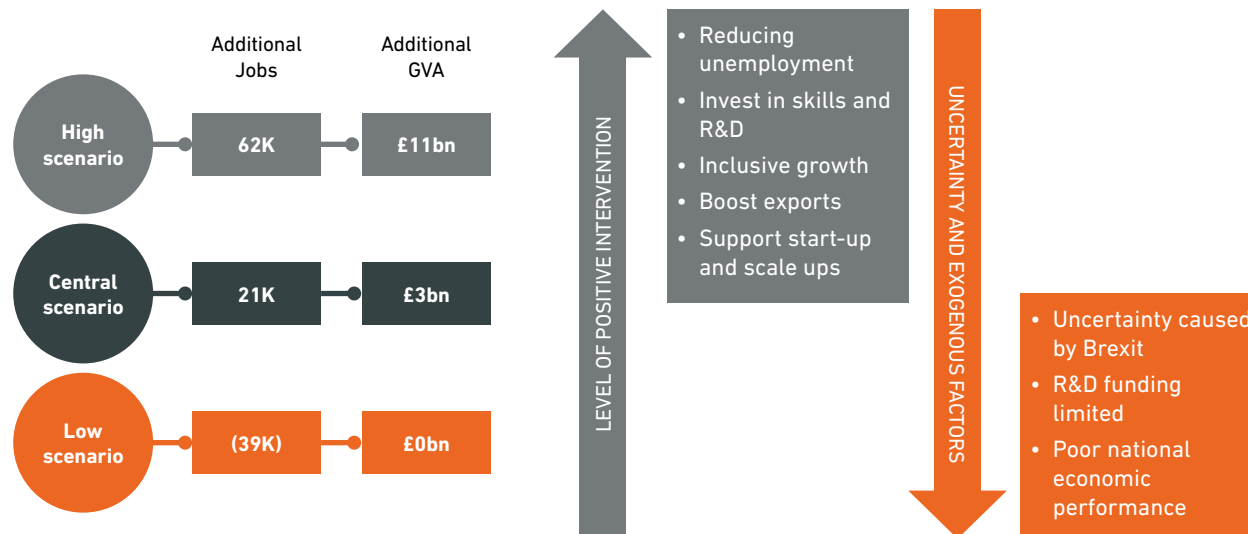 Additional
Jobs
Additional
GVA
High
scenario
62K
£11bn
Central
scenario
21K
£3bn
Low
scenario
(39K)
£0bn
LEVEL OF POSITIVE INTERVENTION
• Reducing
unemployment
• Invest in skills and
R&D
• Inclusive growth
• Boost exports
• Support start-up
and scale ups
UNCERTAINTY AND EXOGENOUS FACTORS
• Uncertainty caused
by Brexit
• R&D funding
limited
• Poor national
economic
performance